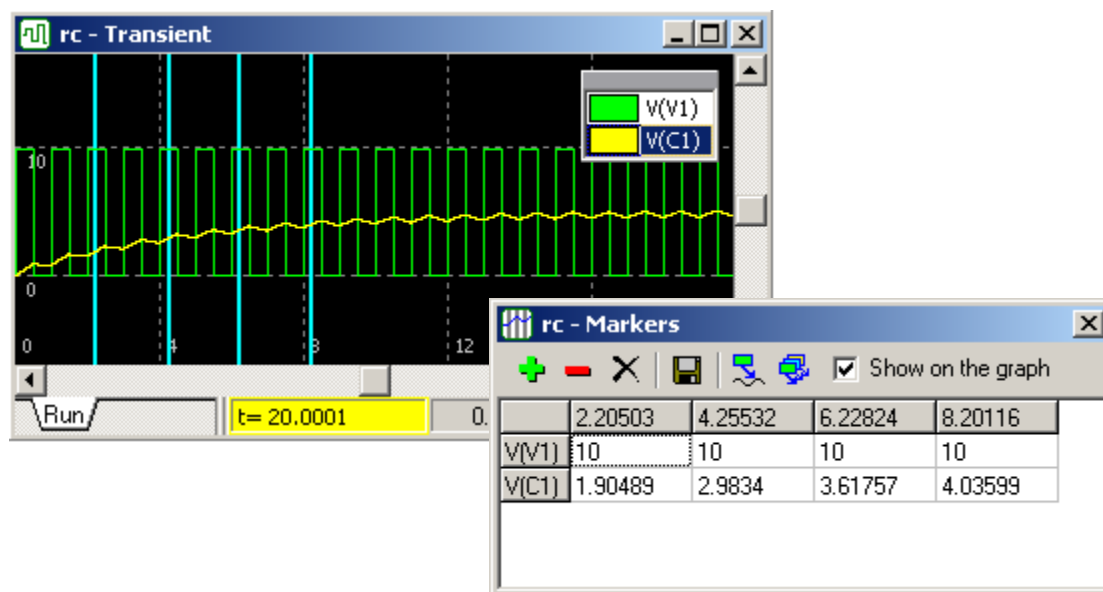 rc - Transient
V(V1)
V(C1)
10
0
0 4 8 12
Run t= 20.0001 0.
rc - Markers
Show on the graph
2.20503 4.25532 6.22824 8.20116
V(V1) 10 10 10 10
V(C1) 1.90489 2.9834 3.61757 4.03599